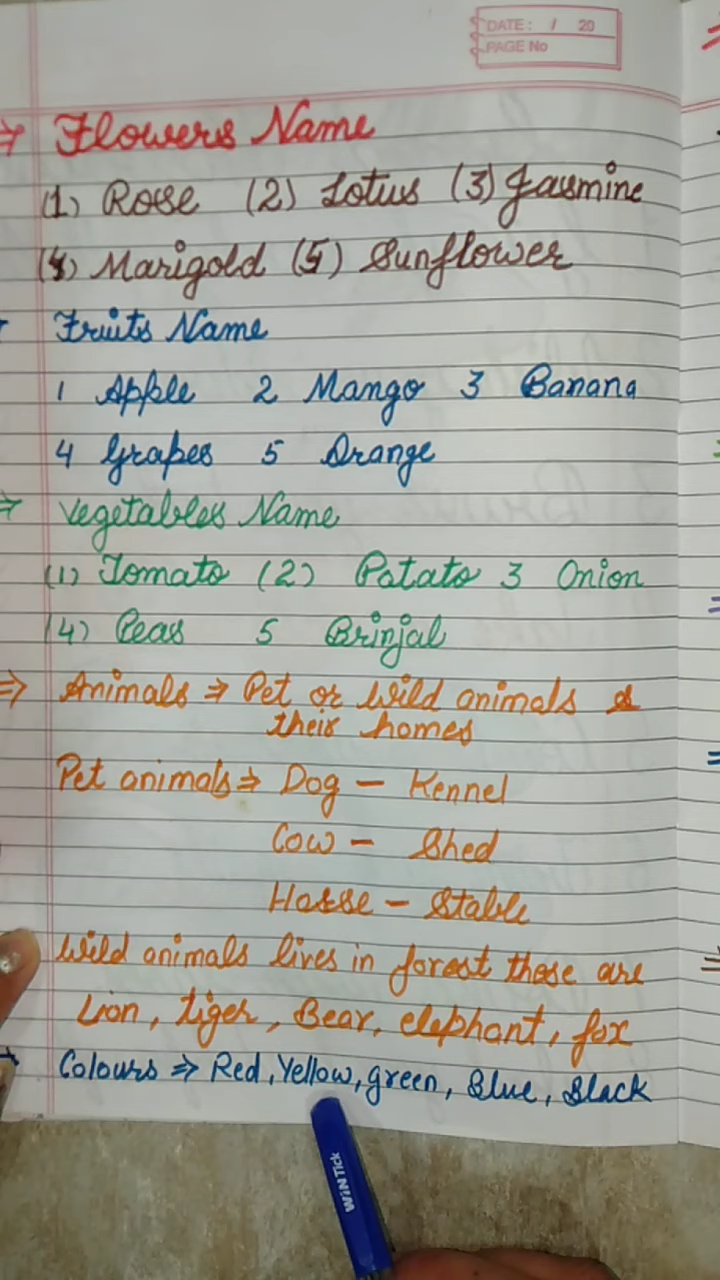 DATE: / 20
PAGE No
⇒ Flowers Name
(1) Rose (2) Lotus (3) Jasmine
(4) Marigold (5) Sunflower
Fruits Name
1 Apple 2 Mango 3 Banana
4 Grapes 5 Orange
⇒ Vegetables Name
(1) Tomato (2) Potato 3 Onion
(4) Peas 5 Brinjal
⇒ Animals ⇒ Pet or wild animals &
their homes
Pet animals ⇒ Dog – Kennel
Cow – Shed
Horse – Stable
Wild animals lives in forest those are
Lion, tiger, Bear, elephant, fox
Colours ⇒ Red, Yellow, green, Blue, Black
WiN Tick